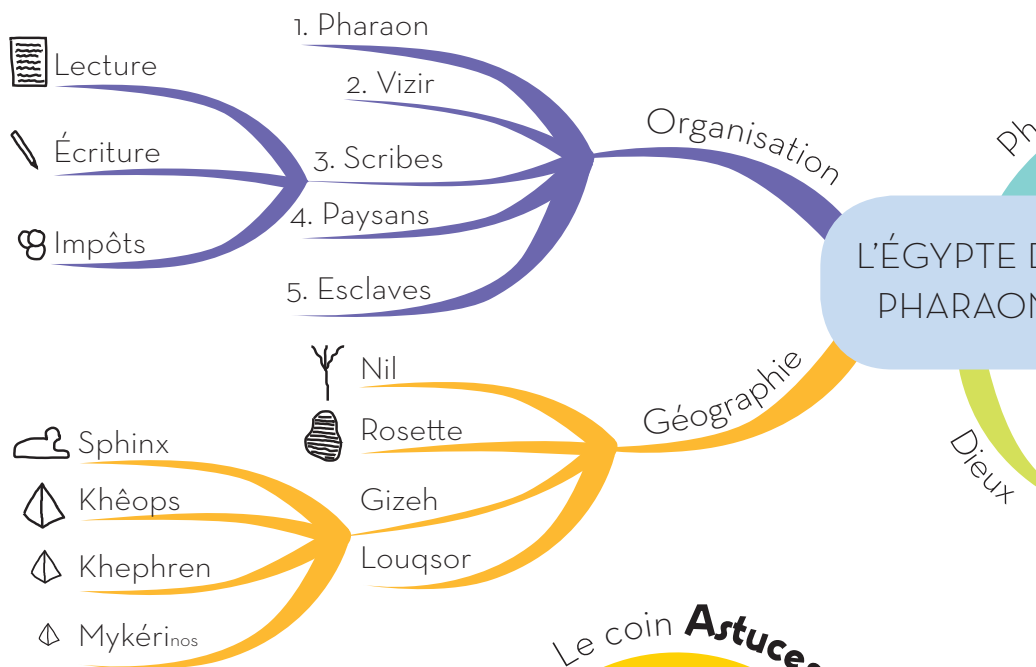 L'ÉGYPTE
PHARAON
Organisation
1. Pharaon
2. Vizir
3. Scribes
Lecture
Écriture
Impôts
4. Paysans
5. Esclaves
Géographie
Nil
Rosette
Gizeh
Sphinx
Khêops
Khephren
Mykérinos
Louqsor
Dieux
Le coin Astuces